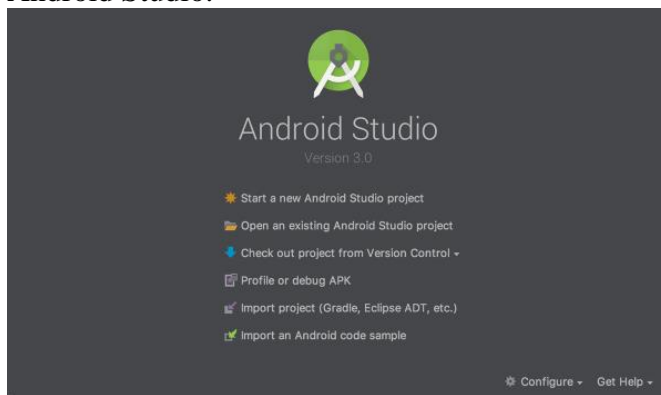 Android Studio.
Android Studio
Version 3.0
Start a new Android Studio project
Open an existing Android Studio project
Check out project from Version Control
Profile or debug APK
Import project (Gradle, Eclipse ADT, etc.)
Import an Android code sample
Configure Get Help